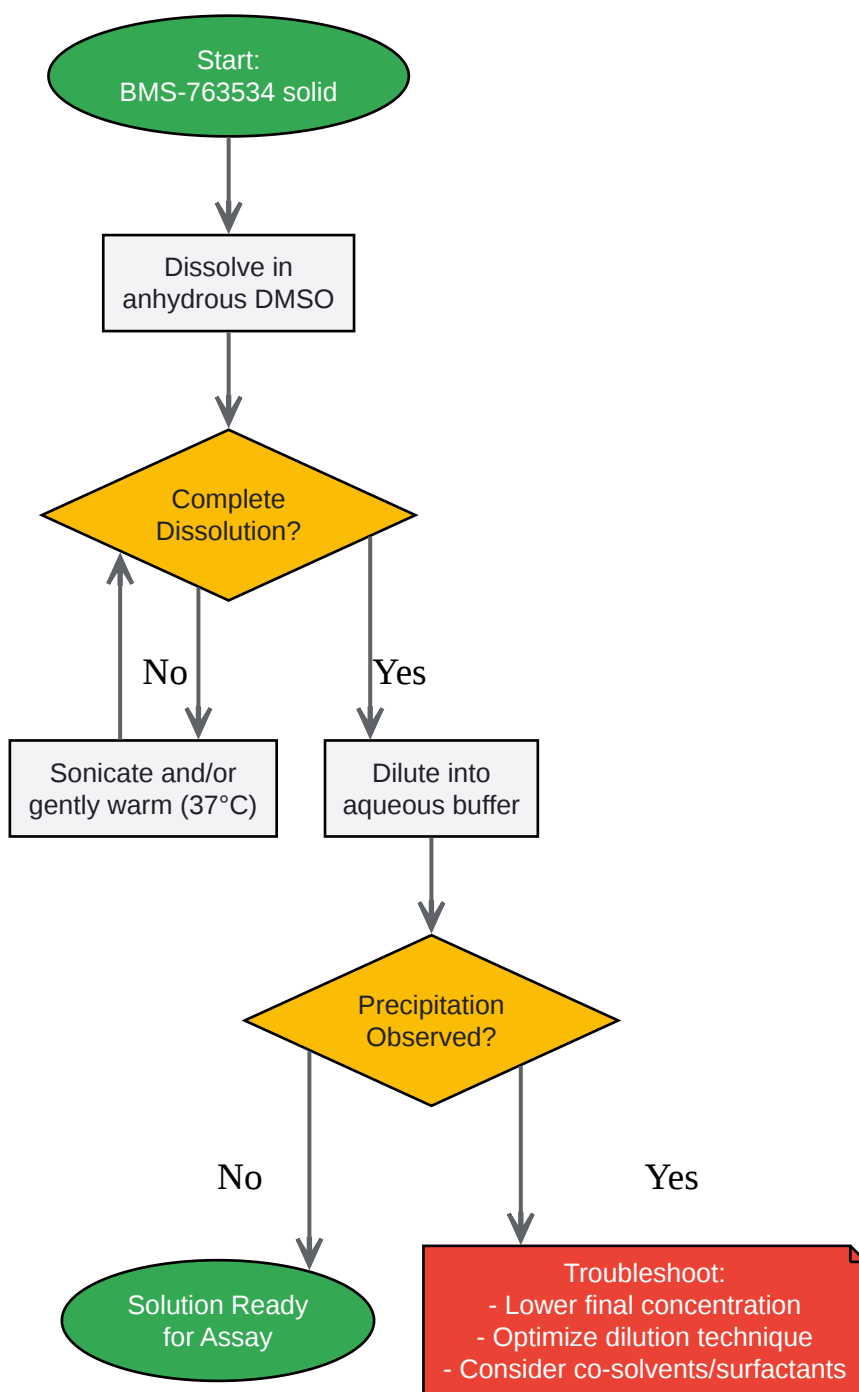 Start:
BMS-763534 solid
Dissolve in
anhydrous DMSO
Complete
Dissolution?
No
Yes
Sonicate and/or
gently warm (37°C)
Dilute into
aqueous buffer
Precipitation
Observed?
No
Yes
Solution Ready
for Assay
Troubleshoot:
- Lower final concentration
- Optimize dilution technique
- Consider co-solvents/surfactants